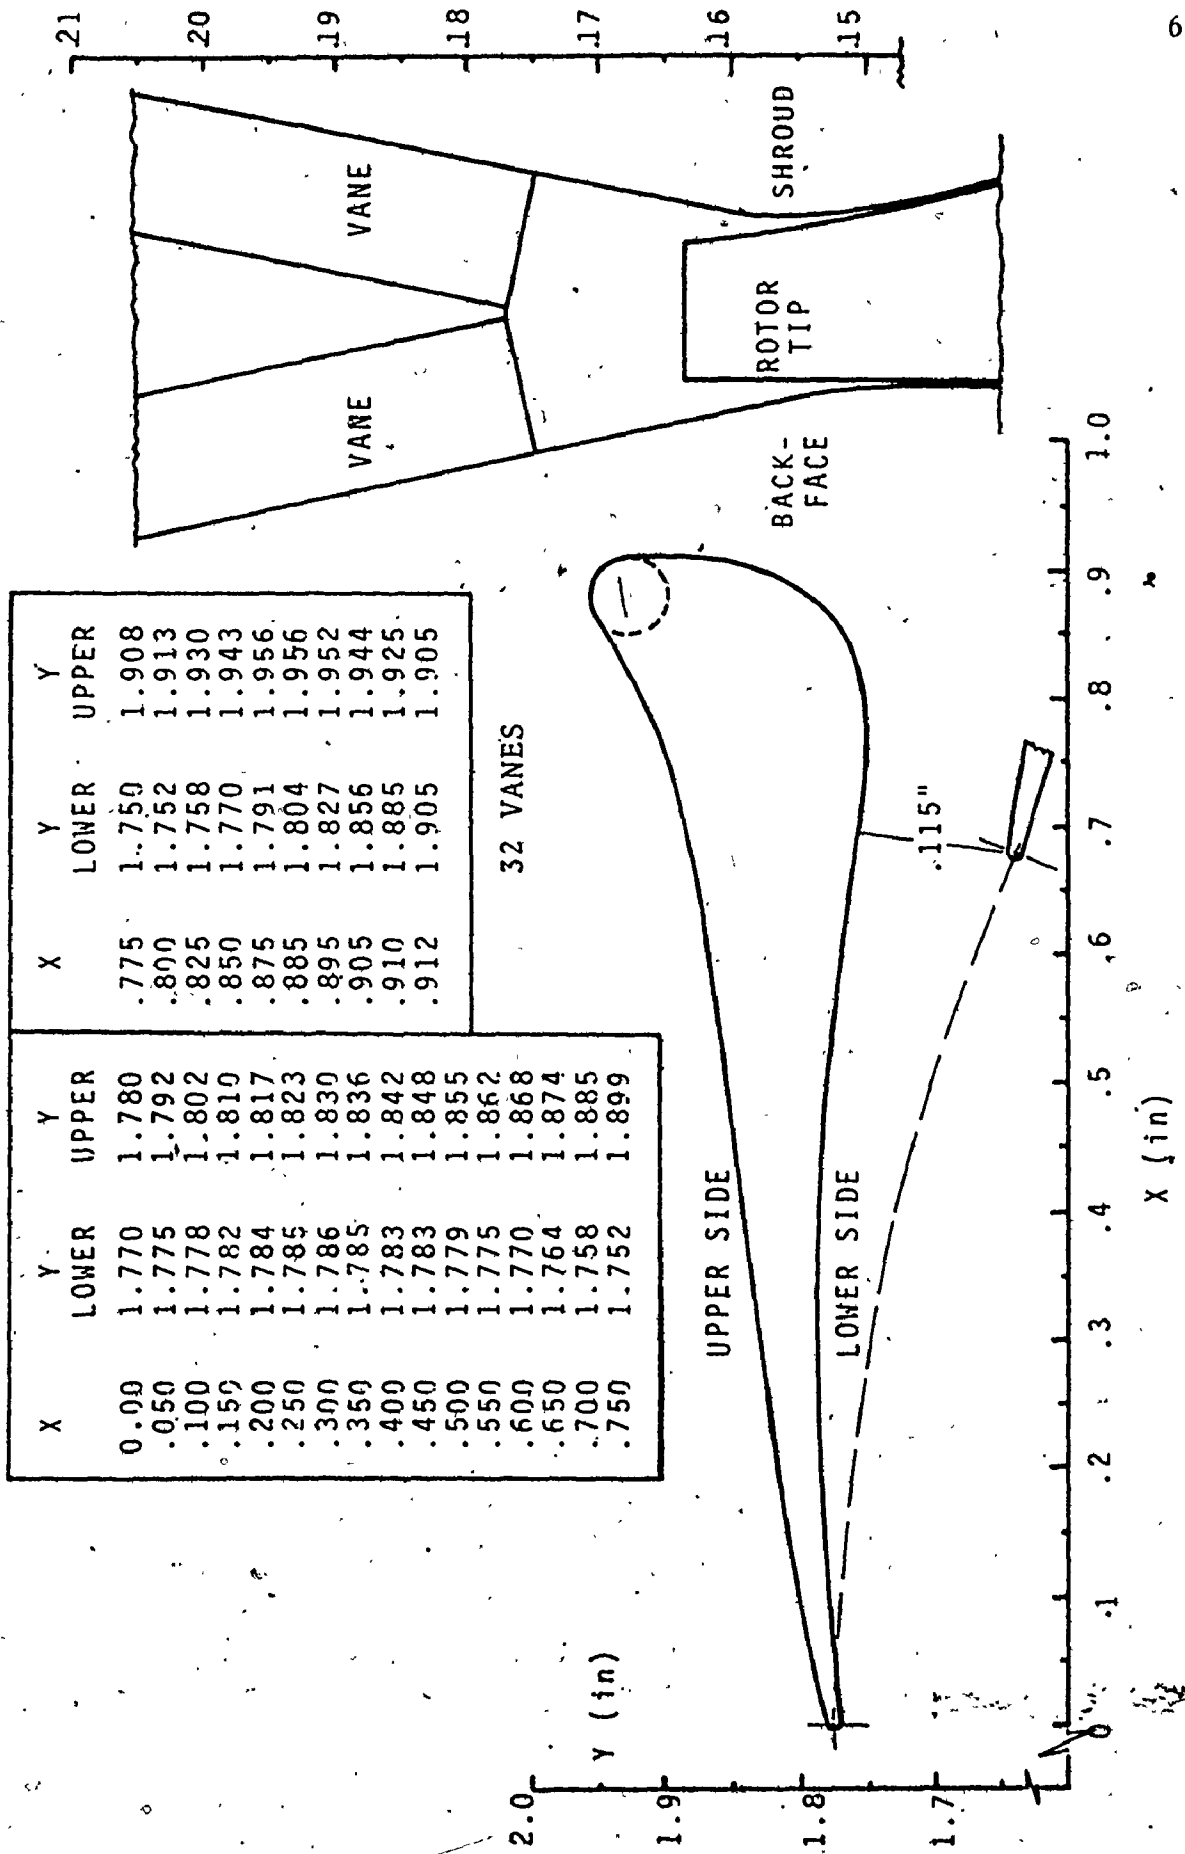 X Y LOWER Y UPPER
0.00 1.770 1.780
.050 1.775 1.792
.100 1.778 1.802
.150 1.782 1.810
.200 1.784 1.817
.250 1.785 1.823
.300 1.786 1.830
.350 1.785 1.836
.400 1.783 1.842
.450 1.783 1.848
.500 1.779 1.855
.550 1.775 1.862
.600 1.770 1.868
.650 1.764 1.874
.700 1.758 1.885
.750 1.752 1.899
X Y LOWER Y UPPER
.775 1.750 1.908
.800 1.752 1.913
.825 1.758 1.930
.850 1.770 1.943
.875 1.791 1.956
.885 1.804 1.956
.895 1.827 1.952
.905 1.856 1.944
.910 1.885 1.925
.912 1.905 1.905
32 VANES
Y (in)
2.0
1.9
1.8
1.7
UPPER SIDE
LOWER SIDE
.115"
0 .1 .2 .3 .4 .5 .6 .7 .8 .9 1.0
X (in)
VANE
VANE
ROTOR
TIP
BACK-
FACE
SHROUD
.21
.20
.19
.18
.17
.16
.15
6